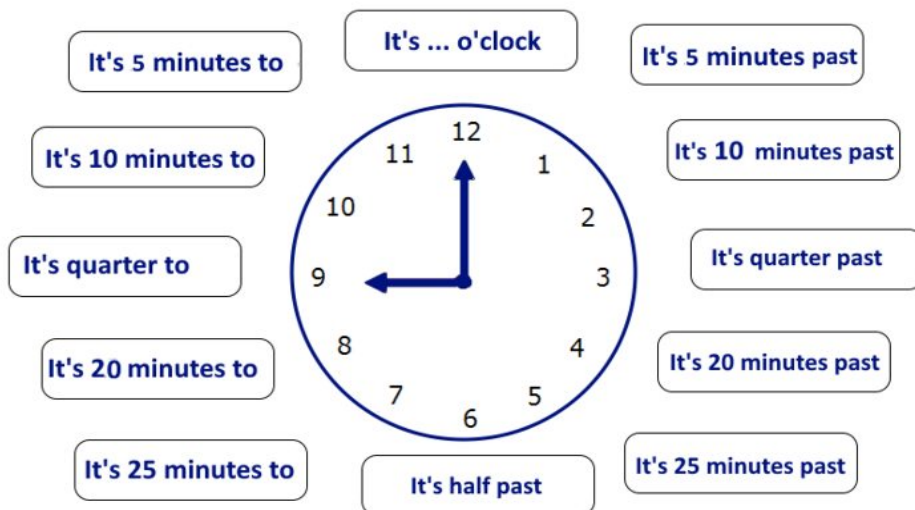 It's ... o'clock
It's 5 minutes to
It's 5 minutes past
It's 10 minutes to
It's 10 minutes past
It's quarter to
It's quarter past
It's 20 minutes to
It's 20 minutes past
It's 25 minutes to
It's 25 minutes past
It's half past
12
1
2
3
4
5
6
7
8
9
10
11